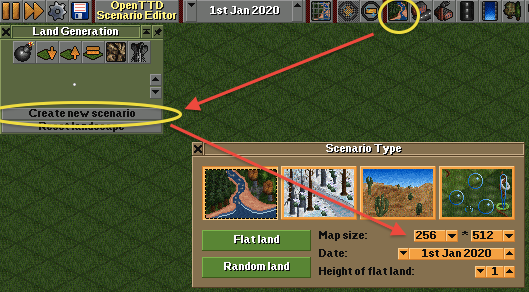 OpenTTD
Scenario Editor
1st Jan 2020
Land Generation
Create new scenario
Reset landscape
Scenario Type
Flat land
Random land
Map size: 256 * 512
Date: 1st Jan 2020
Height of flat land: 1